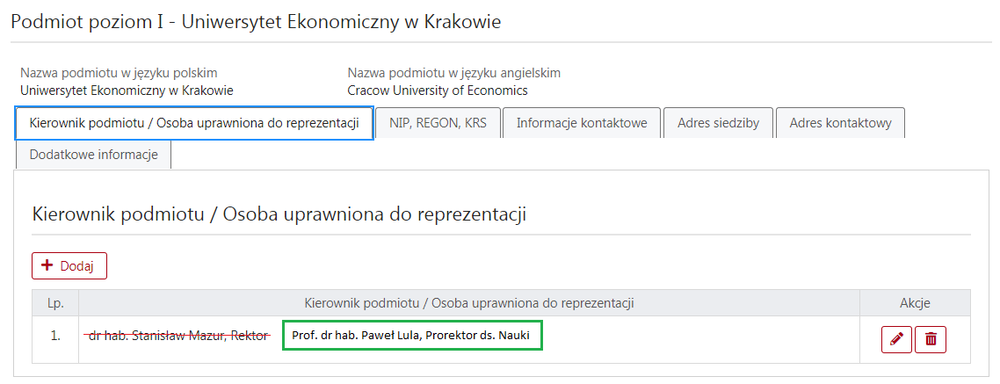 Podmiot poziom I - Uniwersytet Ekonomiczny w Krakowie
Nazwa podmiotu w języku polskim
Nazwa podmiotu w języku angielskim
Uniwersytet Ekonomiczny w Krakowie
Cracow University of Economics
Kierownik podmiotu / Osoba uprawniona do reprezentacji
NIP, REGON, KRS
Informacje kontaktowe
Adres siedziby
Adres kontaktowy
Dodatkowe informacje
Kierownik podmiotu / Osoba uprawniona do reprezentacji
Dodaj
Lp.
Kierownik podmiotu / Osoba uprawniona do reprezentacji
Akcje
1.
dr hab. Stanisław Mazur, Rektor
Prof. dr hab. Paweł Lula, Prorektor ds. Nauki